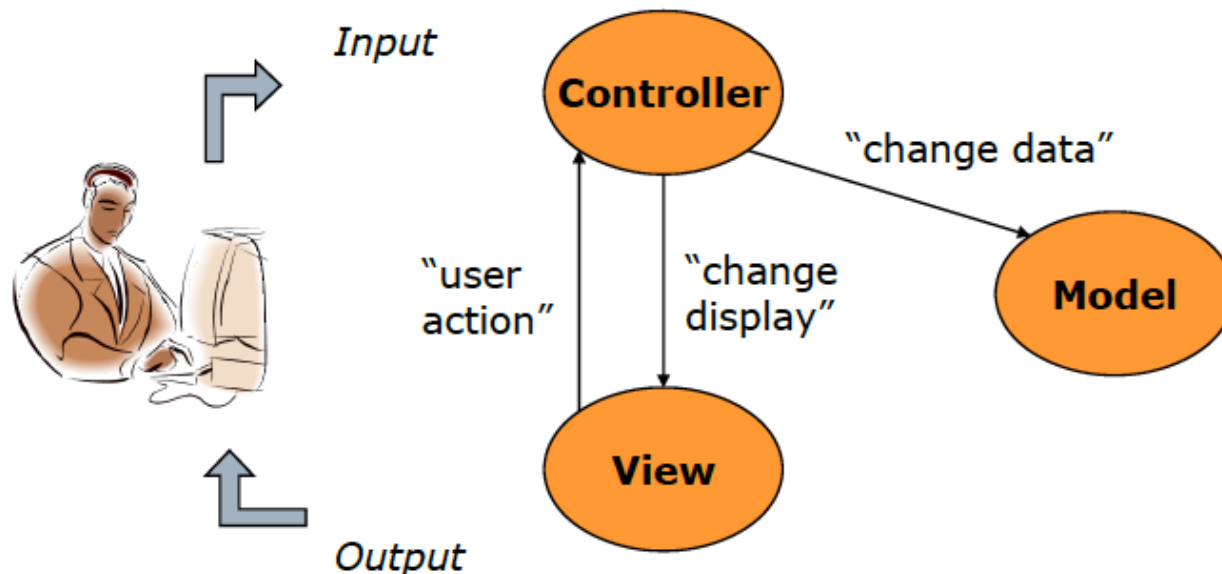 Input
Controller
“change data”
“user
action”
“change
display”
Model
View
Output